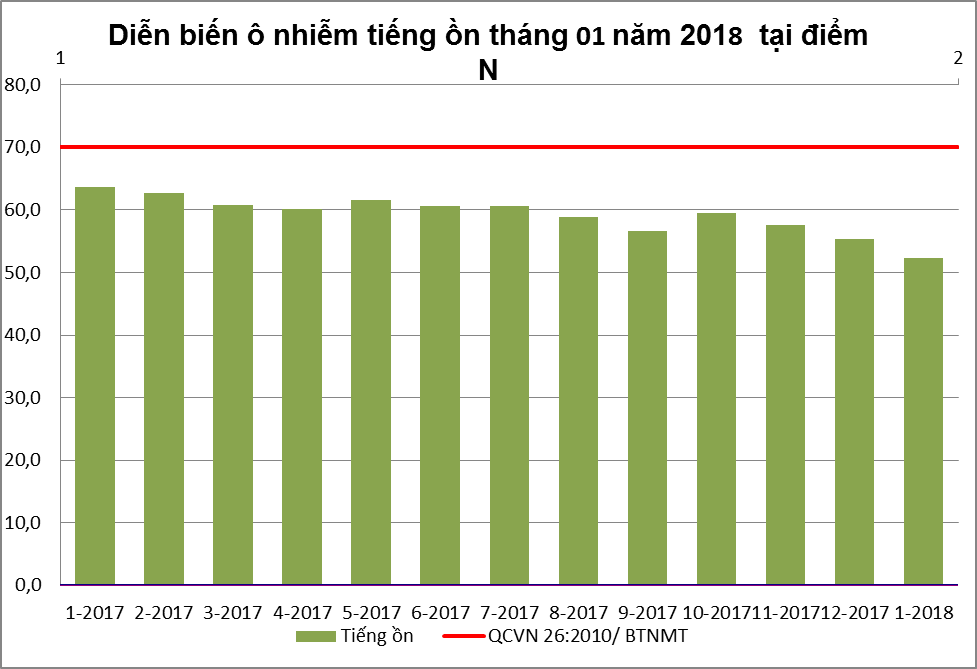 Diễn biến ô nhiễm tiếng ồn tháng 01 năm 2018 tại điểm
N
1 2
80,0
70,0
60,0
50,0
40,0
30,0
20,0
10,0
0,0
1-2017 2-2017 3-2017 4-2017 5-2017 6-2017 7-2017 8-2017 9-2017 10-2017 11-2017 12-2017 1-2018
Tiếng ồn QCVN 26:2010/ BTNMT